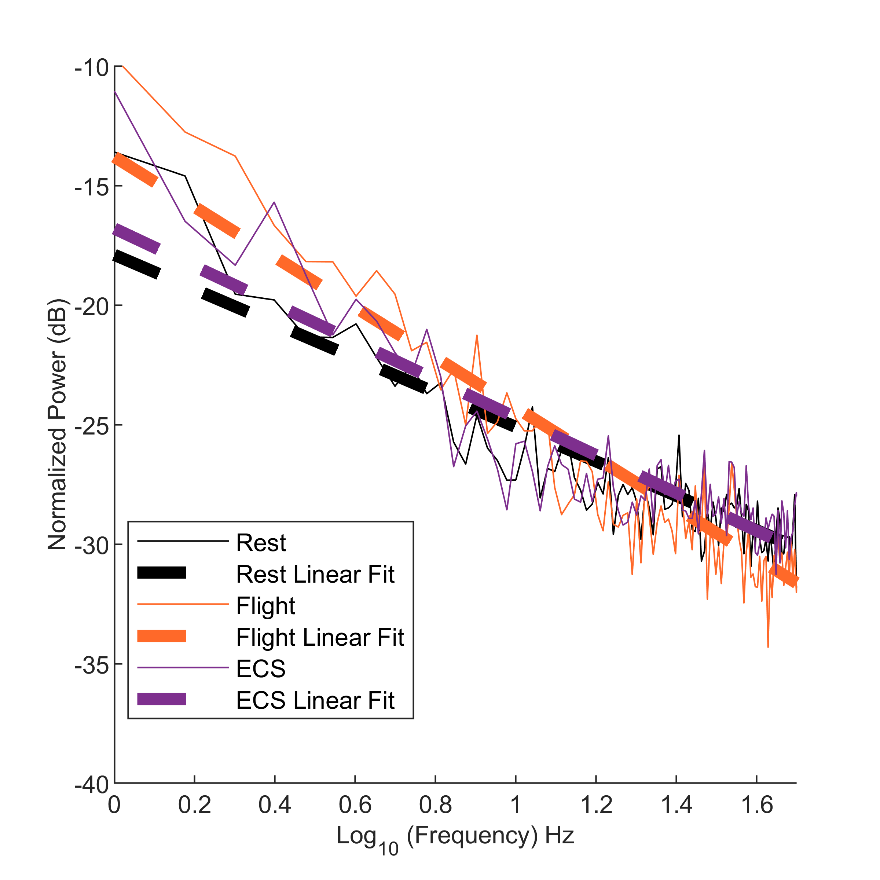 -10
-15
-20
-25
-30
-35
-40
Normalized Power (dB)
Rest
Rest Linear Fit
Flight
Flight Linear Fit
ECS
ECS Linear Fit
0 0.2 0.4 0.6 0.8 1 1.2 1.4 1.6
Log10 (Frequency) Hz